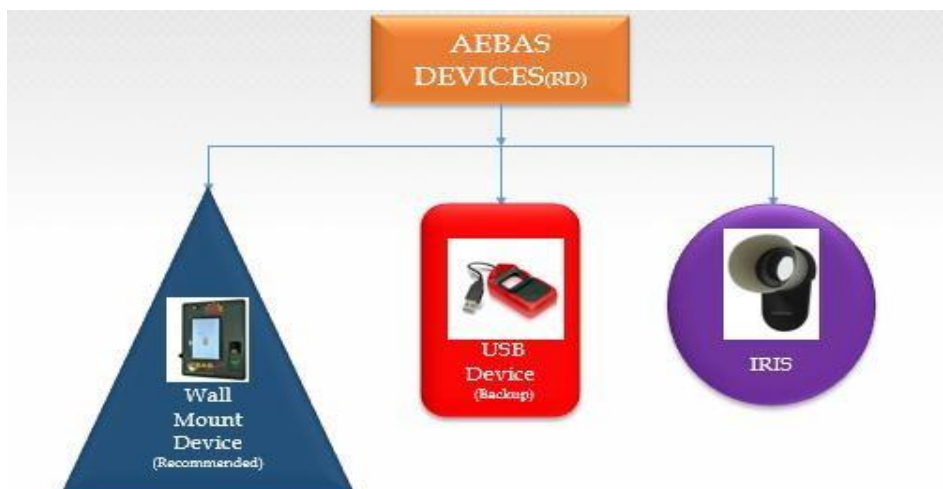 AEBAS
DEVICES(RD)
Wall
Mount
Device
(Recommended)
USB
Device
(Backup)
IRIS